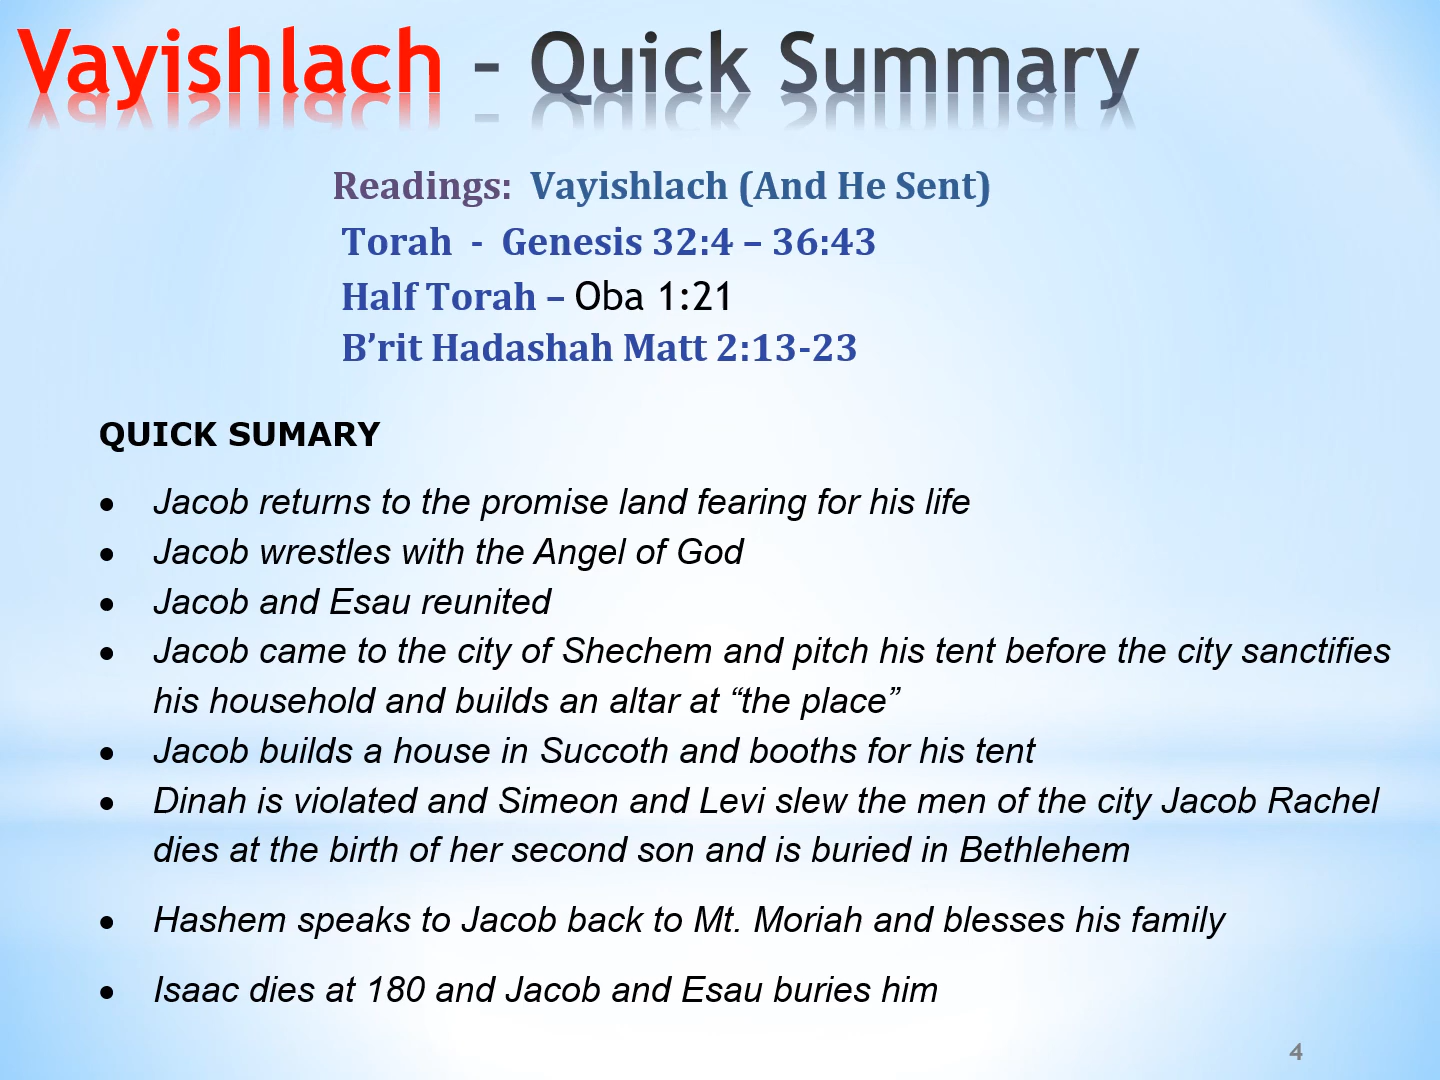 Vayishlach – Quick Summary
Readings: Vayishlach (And He Sent)
Torah - Genesis 32:4 – 36:43
Half Torah – Oba 1:21
B’rit Hadashah Matt 2:13-23
QUICK SUMARY
• Jacob returns to the promise land fearing for his life
• Jacob wrestles with the Angel of God
• Jacob and Esau reunited
• Jacob came to the city of Shechem and pitch his tent before the city sanctifies
his household and builds an altar at “the place”
• Jacob builds a house in Succoth and booths for his tent
• Dinah is violated and Simeon and Levi slew the men of the city Jacob Rachel
dies at the birth of her second son and is buried in Bethlehem
• Hashem speaks to Jacob back to Mt. Moriah and blesses his family
• Isaac dies at 180 and Jacob and Esau buries him
4